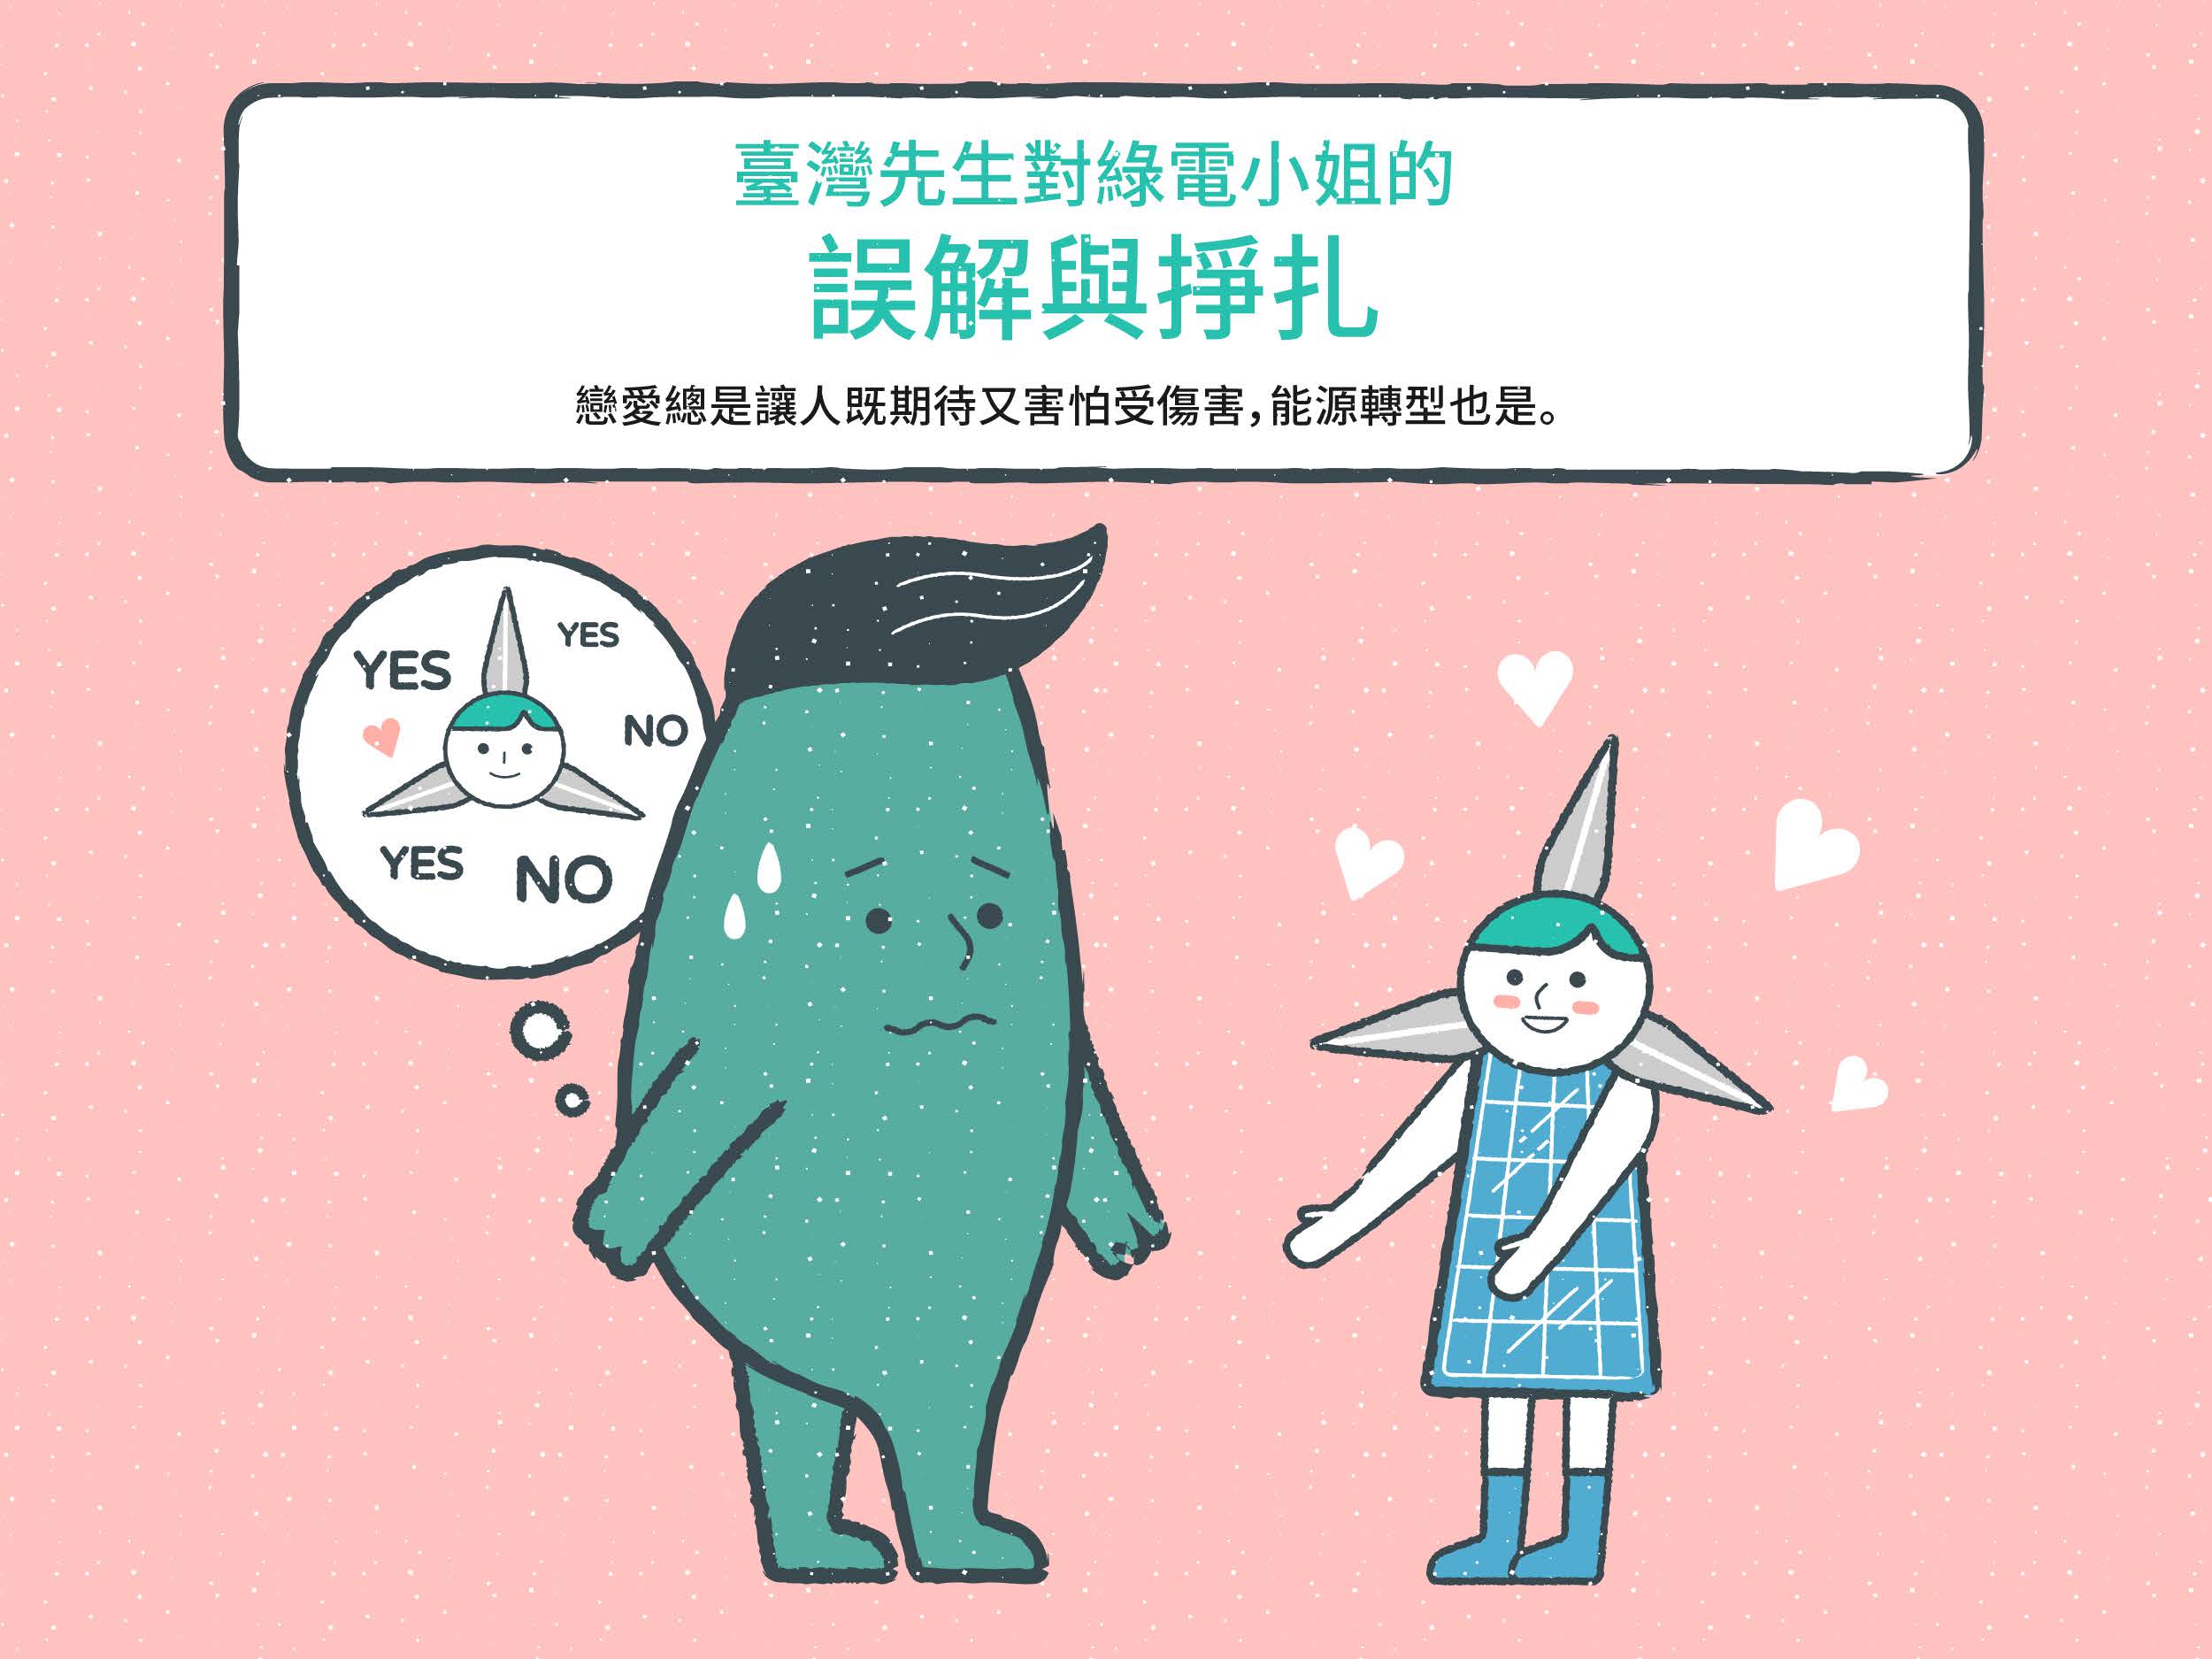 臺灣先生對綠電小姐的
誤解與掙扎
戀愛總是讓人既期待又害怕受傷害，能源轉型也是。
YES
YES
NO
YES
NO